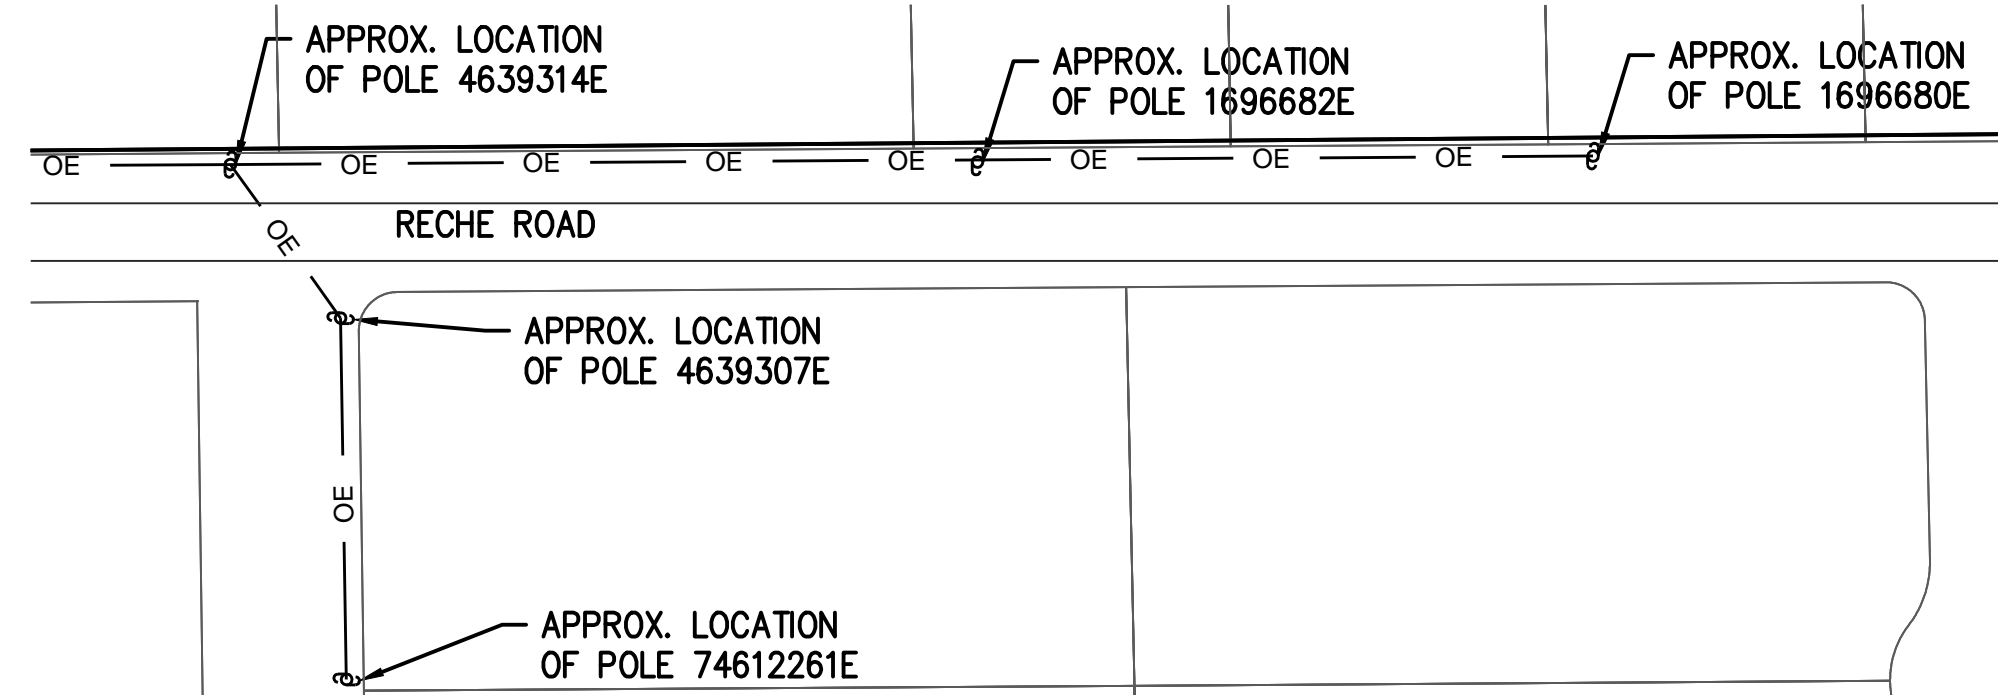 APPROX. LOCATION
OF POLE 4639314E
APPROX. LOCATION
OF POLE 1696682E
APPROX. LOCATION
OF POLE 1696680E
OE OE OE OE OE OE OE OE
OE
RECHE ROAD
APPROX. LOCATION
OF POLE 4639307E
OE
APPROX. LOCATION
OF POLE 74612261E